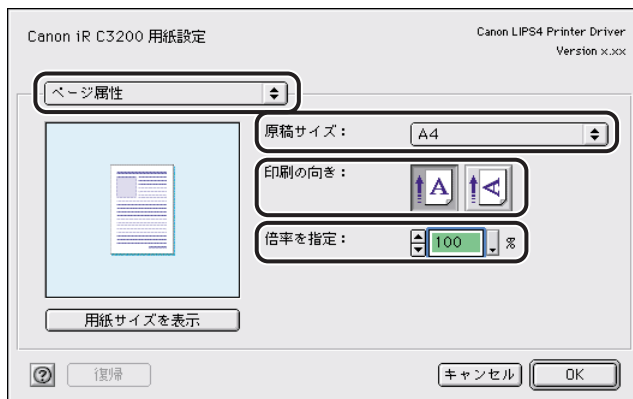 Canon iR C3200 用紙設定
Canon LIPS4 Printer Driver
Version x.xx
ページ属性
原稿サイズ：
A4
印刷の向き：
A
A
倍率を指定：
100
%
用紙サイズを表示
?
復帰
キャンセル
OK